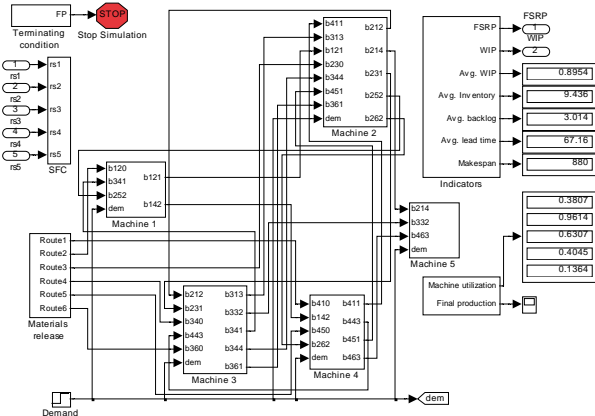 FP
Terminating
condition
STOP
Stop Simulation
1
rs1
2
rs2
3
rs3
4
rs4
5
rs5
rs1
rs2
rs3
rs4
rs5
SFC
b120
b341
b252
dem
b121
b142
Machine 1
b411
b313
b121
b230
b344
b451
b361
dem
b212
b214
b231
b252
b262
Machine 2
FSRP
WIP
Avg. WIP
Avg. Inventory
Avg. backlog
Avg. lead time
Makespan
Indicators
FSRP
1
WIP
2
0.8954
9.436
3.014
67.16
880
b214
b332
b463
dem
Machine 5
0.3807
0.9614
0.6307
0.4045
0.1364
Machine utilization
Final production
Route1
Route2
Route3
Route4
Route5
Route6
Materials
release
b212
b231
b340
b443
b360
dem
b313
b332
b341
b344
b361
Machine 3
b410
b142
b450
b262
dem
b411
b443
b451
b463
Machine 4
Demand
dem